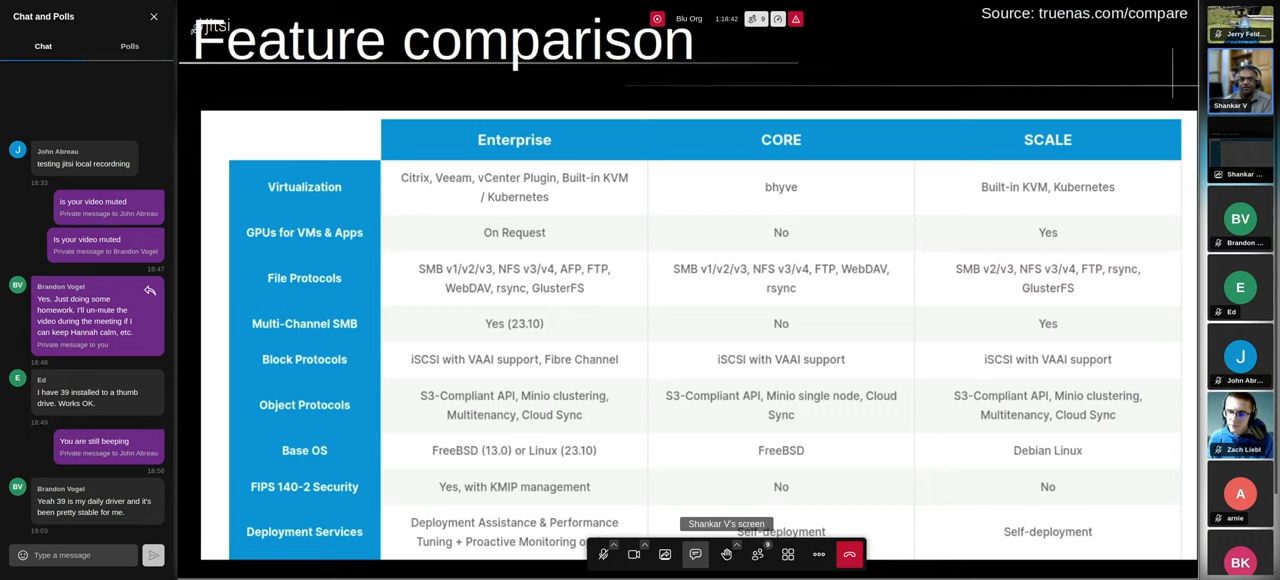 Chat and Polls
Chat
Polls
J
John Abreau
testing jitsi local recordning
18:33
is your video muted
Private message to John Abreau
Is your video muted
Private message to Brandon Vogel
18:47
BV
Brandon Vogel
Yes. Just doing some
homework. I'll un-mute the
video during the meeting if I
can keep Hannah calm, etc.
Private message to you
18:48
E
Ed
I have 39 installed to a thumb
drive. Works OK.
18:49
You are still beeping
Private message to John Abreau
18:56
BV
Brandon Vogel
Yeah 39 is my daily driver and it's
been pretty stable for me.
19:03
Type a message
jitsi
Blu Org
1:18:42
9
Source: truenas.com/compare
Feature comparison
Enterprise
CORE
SCALE
Virtualization
Citrix, Veeam, vCenter Plugin, Built-in KVM
/ Kubernetes
bhyve
Built-in KVM, Kubernetes
GPUs for VMs & Apps
On Request
No
Yes
File Protocols
SMB v1/v2/v3, NFS v3/v4, AFP, FTP,
WebDAV, rsync, GlusterFS
SMB v1/v2/v3, NFS v3/v4, FTP, WebDAV,
rsync
SMB v2/v3, NFS v3/v4, FTP, rsync,
GlusterFS
Multi-Channel SMB
Yes (23.10)
No
Yes
Block Protocols
iSCSI with VAAI support, Fibre Channel
iSCSI with VAAI support
iSCSI with VAAI support
Object Protocols
S3-Compliant API, Minio clustering,
Multitenancy, Cloud Sync
S3-Compliant API, Minio single node, Cloud
Sync
S3-Compliant API, Minio clustering,
Multitenancy, Cloud Sync
Base OS
FreeBSD (13.0) or Linux (23.10)
FreeBSD
Debian Linux
FIPS 140-2 Security
Yes, with KMIP management
No
No
Deployment Services
Deployment Assistance & Performance
Tuning + Proactive Monitoring
Self-deployment
Self-deployment
Shankar V's screen
9
Jerry Feld...
Shankar V
Shankar ...
BV
Brandon ...
E
Ed
J
John Abr...
Zach Liebl
A
arnie
BK